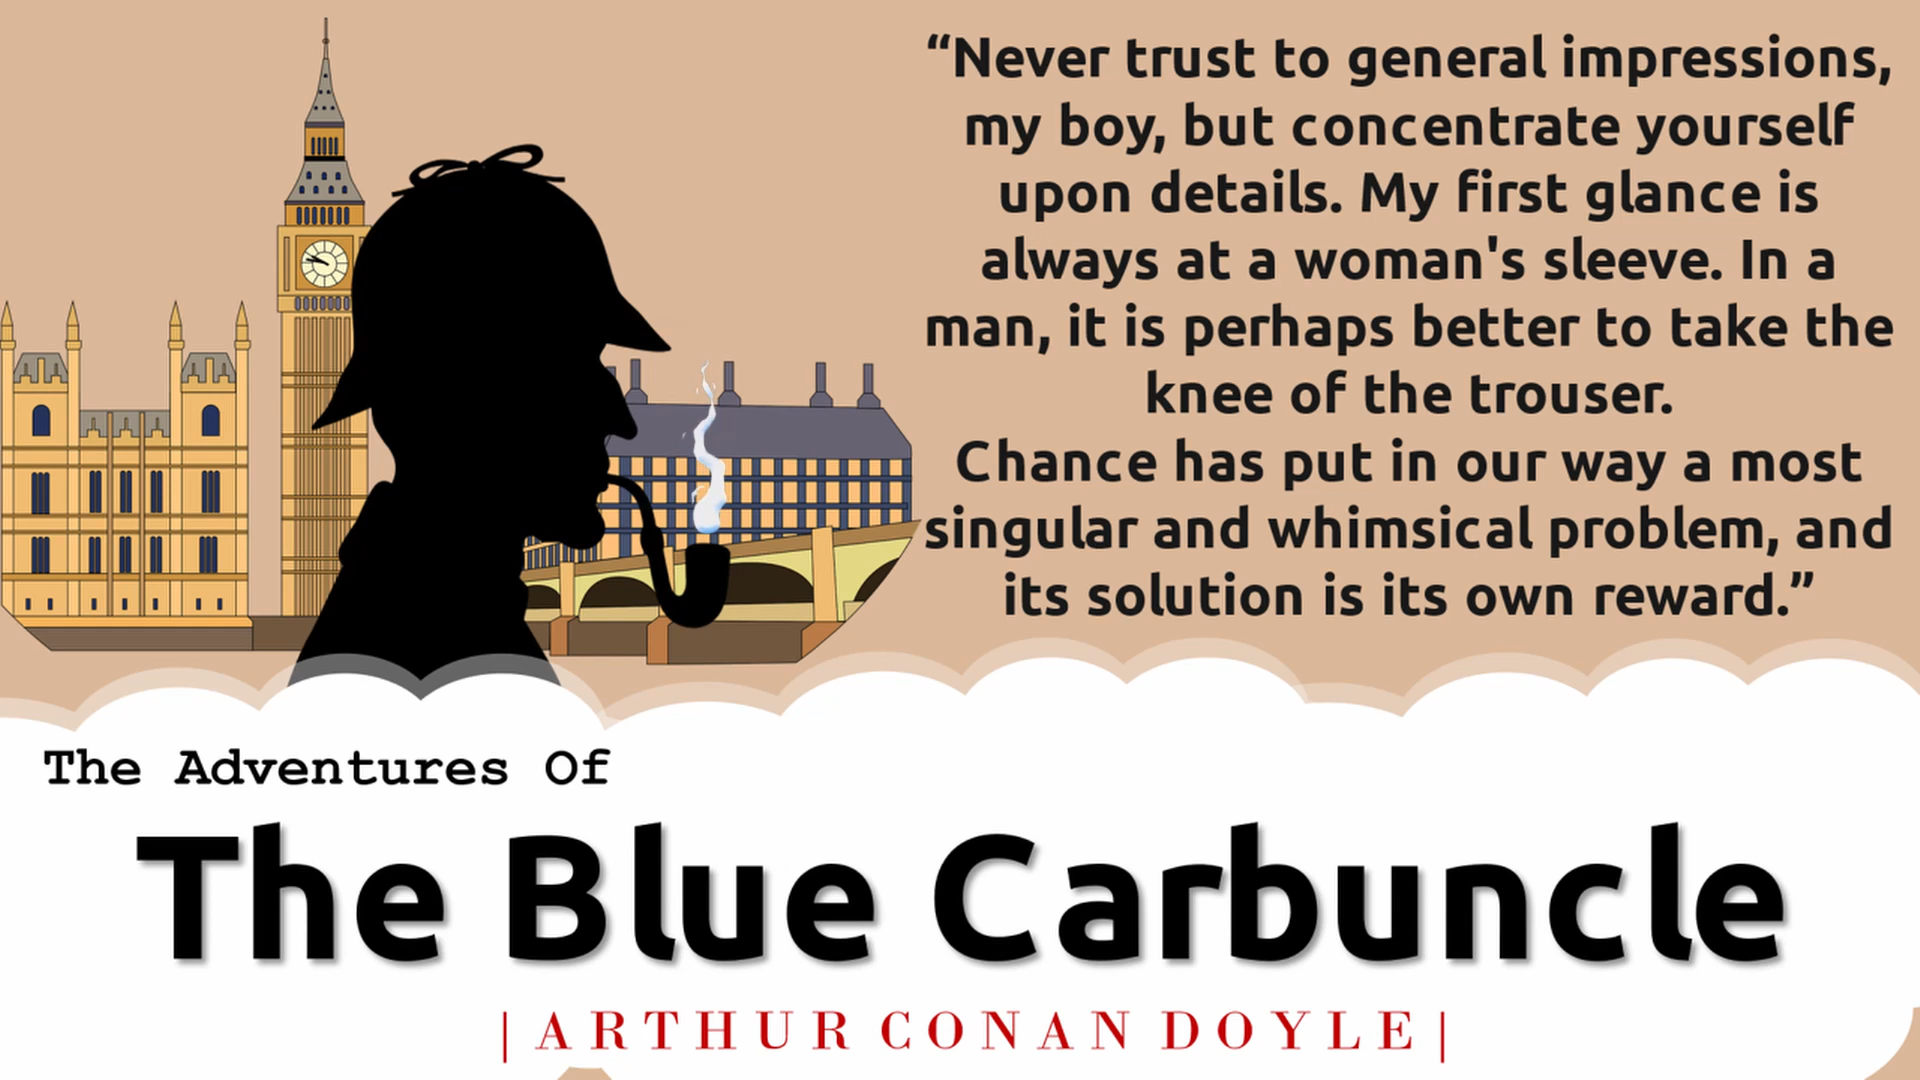 “Never trust to general impressions,
my boy, but concentrate yourself
upon details. My first glance is
always at a woman's sleeve. In a
man, it is perhaps better to take the
knee of the trouser.
Chance has put in our way a most
singular and whimsical problem, and
its solution is its own reward.”
The Adventures Of
The Blue Carbuncle
| ARTHUR CONAN DOYLE |